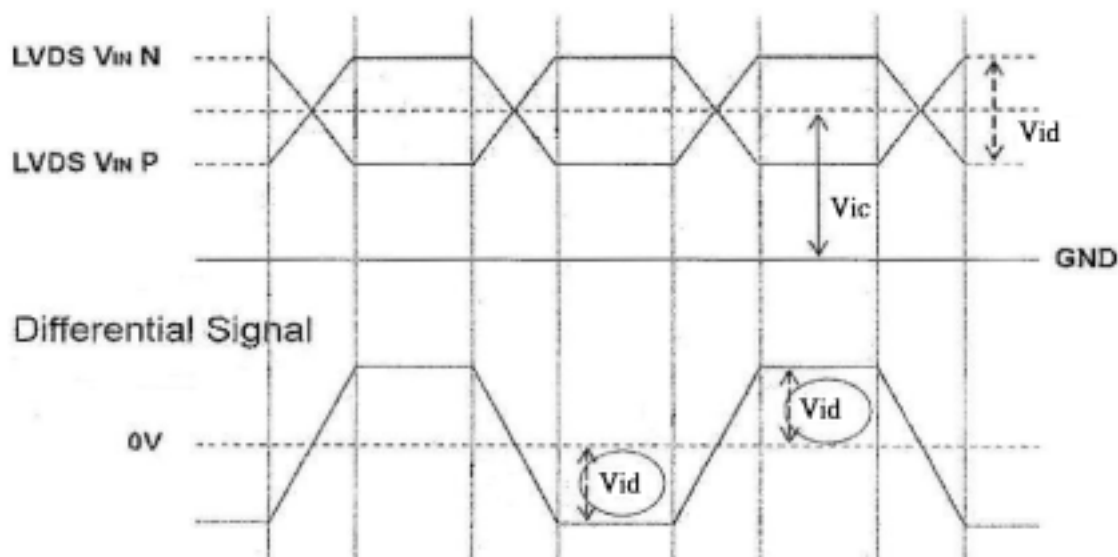 LVDS VIN N
Vid
LVDS VIN P
Vic
GND
Differential Signal
Vid
0V
Vid